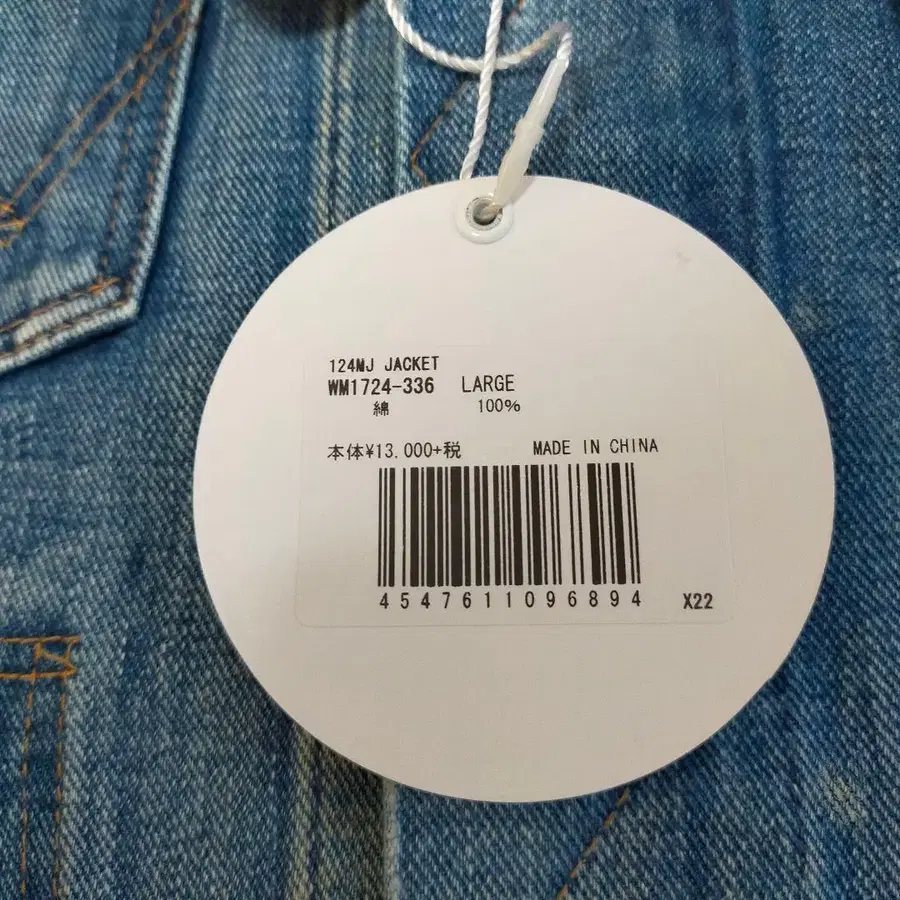 124MJ JACKET
WM1724-336 LARGE
綿 100%
本体¥13.000+税 MADE IN CHINA
4547611096894 X22